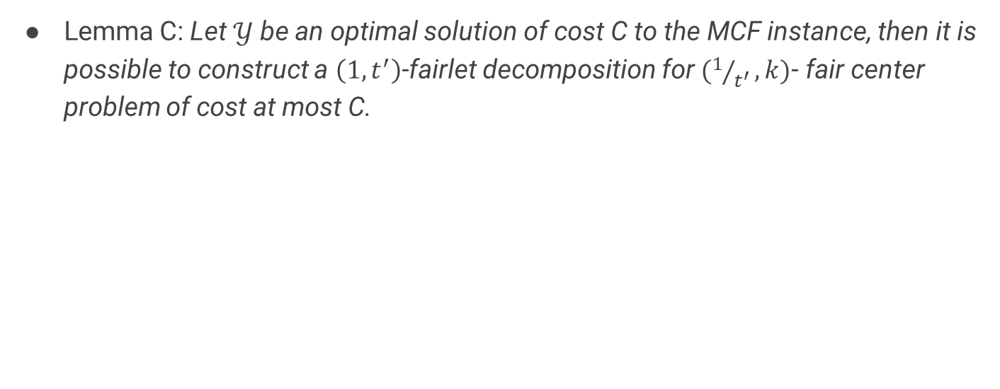 ● Lemma C: Let 𝒴 be an optimal solution of cost C to the MCF instance, then it is
possible to construct a (1, t′)-fairlet decomposition for (¹/ₜ′, k)- fair center
problem of cost at most C.